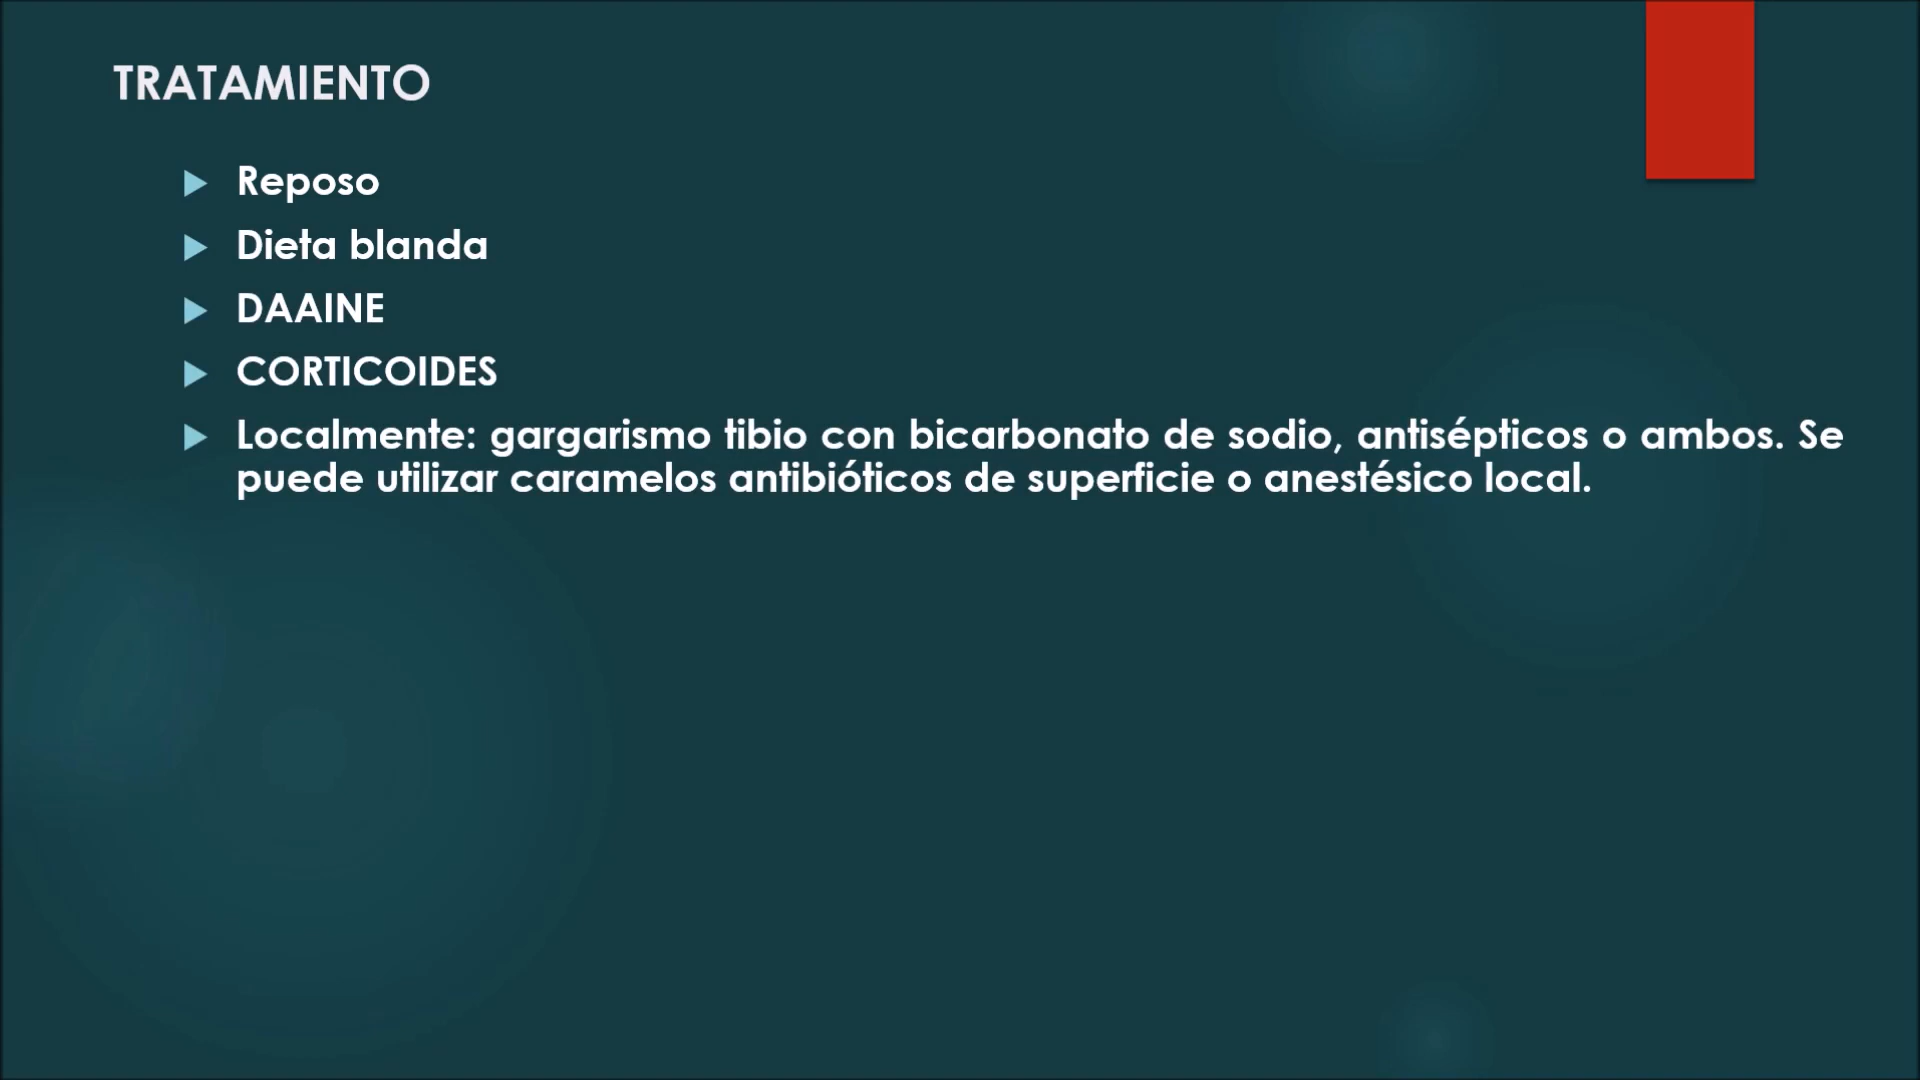 TRATAMIENTO
Reposo
Dieta blanda
DAAINE
CORTICOIDES
Localmente: gargarismo tibio con bicarbonato de sodio, antisépticos o ambos. Se
puede utilizar caramelos antibióticos de superficie o anestésico local.